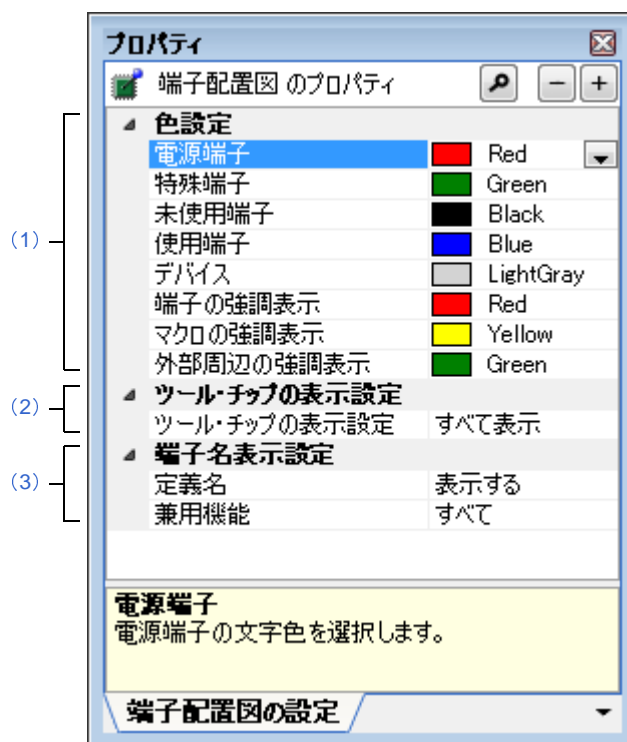 プロパティ
端子配置図 のプロパティ
(1)
色設定
電源端子 Red
特殊端子 Green
未使用端子 Black
使用端子 Blue
デバイス LightGray
端子の強調表示 Red
マクロの強調表示 Yellow
外部周辺の強調表示 Green
(2)
ツール・チップの表示設定
ツール・チップの表示設定 すべて表示
(3)
端子名表示設定
定義名 表示する
兼用機能 すべて
電源端子
電源端子の文字色を選択します。
端子配置図の設定